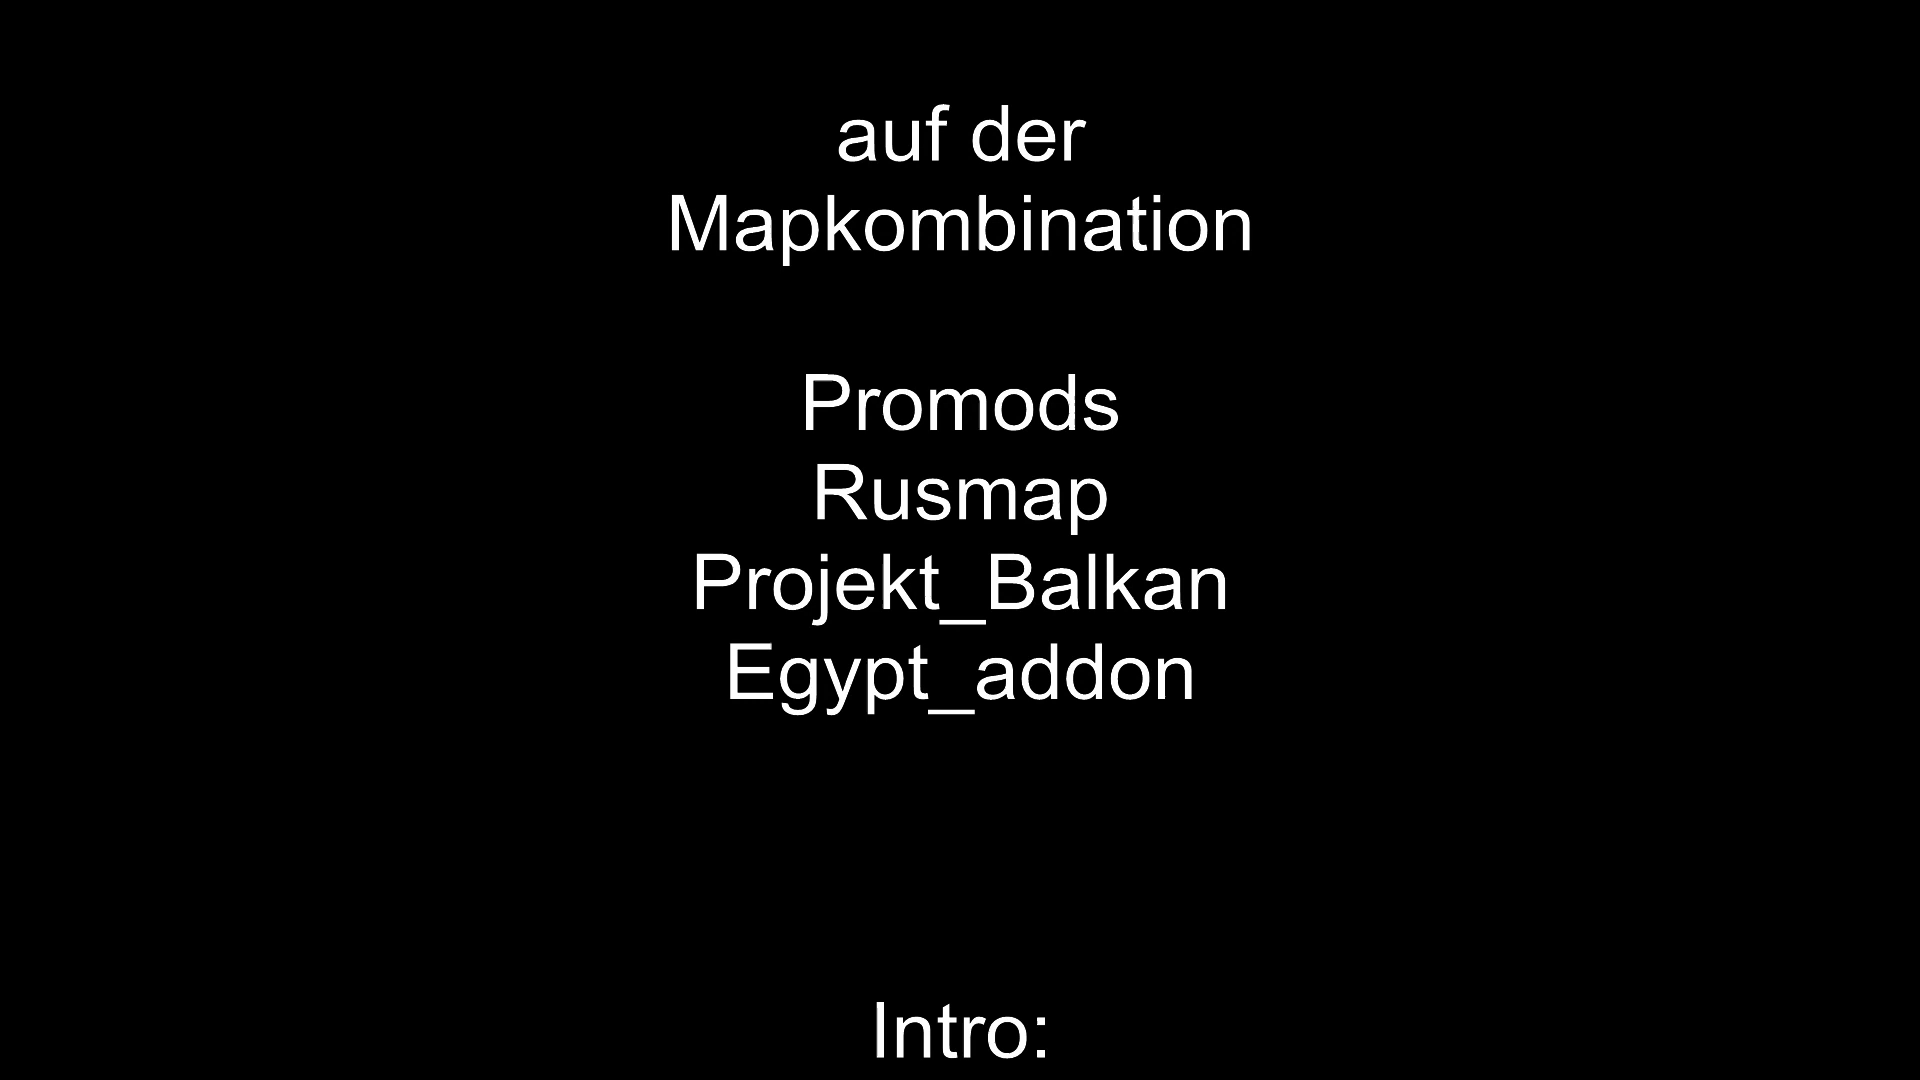 auf der
Mapkombination
Promods
Rusmap
Projekt_Balkan
Egypt_addon
Intro: